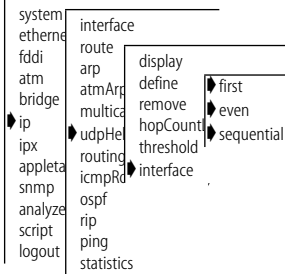 system
etherne
fddi
atm
bridge
ip
ipx
appleta
snmp
analyze
script
logout
interface
route
arp
atmArp
multica
udpHel
routing
icmpRo
ospf
rip
ping
statistics
display
define
remove
hopCountL
threshold
interface
first
even
sequential